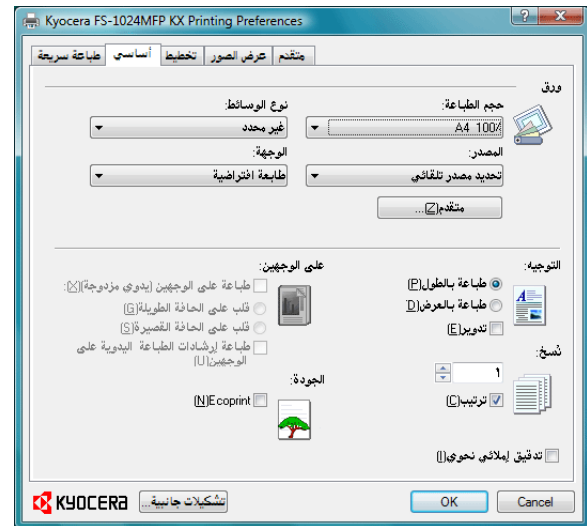 Kyocera FS-1024MFP KX Printing Preferences
طباعة سريعة أساسي تخطيط عرض الصور متقدم
ورق
حجم الطباعة: نوع الوسائط:
A4 100% غير محدد
المصدر: الوجهة:
تحديد مصدر تلقائي طابعة افتراضية
متقدم(Z)...
التوجيه: على الوجهين:
طباعة بالطول(P) طباعة على الوجهين (يدوي مزدوجة)(X):
طباعة بالعرض(D) قلب على الحافة الطويلة(G)
تدوير(E) قلب على الحافة القصيرة(S)
طباعة لإرشادات الطباعة اليدوية على
الوجهين(U)
نُسخ: الجودة:
1
ترتيب(C) Ecoprint(N)
تدقيق إملائي نحوي(I)
KYOCERA تشكيلات جانبية... OK Cancel